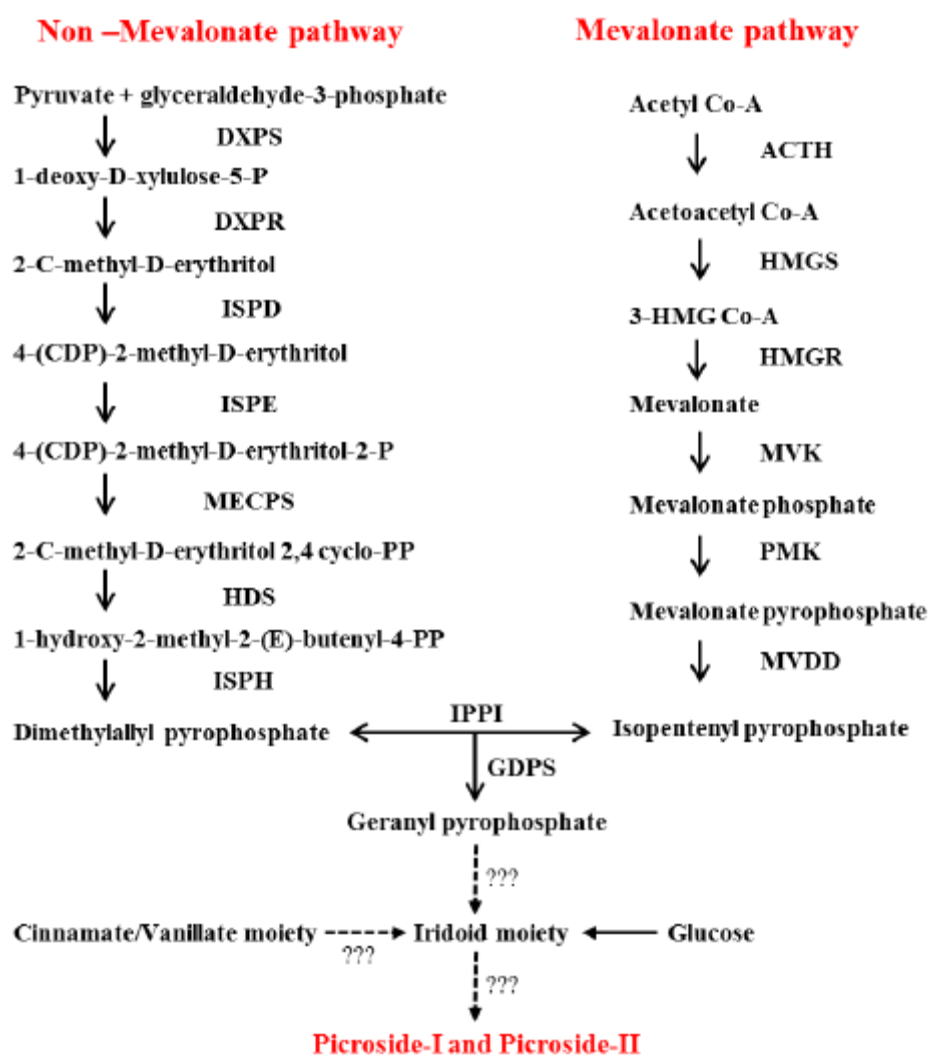 Non –Mevalonate pathway
Pyruvate + glyceraldehyde-3-phosphate
DXPS
1-deoxy-D-xylulose-5-P
DXPR
2-C-methyl-D-erythritol
ISPD
4-(CDP)-2-methyl-D-erythritol
ISPE
4-(CDP)-2-methyl-D-erythritol-2-P
MECPS
2-C-methyl-D-erythritol 2,4 cyclo-PP
HDS
1-hydroxy-2-methyl-2-(E)-butenyl-4-PP
ISPH
Dimethylallyl pyrophosphate
Mevalonate pathway
Acetyl Co-A
ACTH
Acetoacetyl Co-A
HMGS
3-HMG Co-A
HMGR
Mevalonate
MVK
Mevalonate phosphate
PMK
Mevalonate pyrophosphate
MVDD
Isopentenyl pyrophosphate
IPPI
GDPS
Geranyl pyrophosphate
???
Cinnamate/Vanillate moiety
???
Iridoid moiety
Glucose
???
Picroside-I and Picroside-II